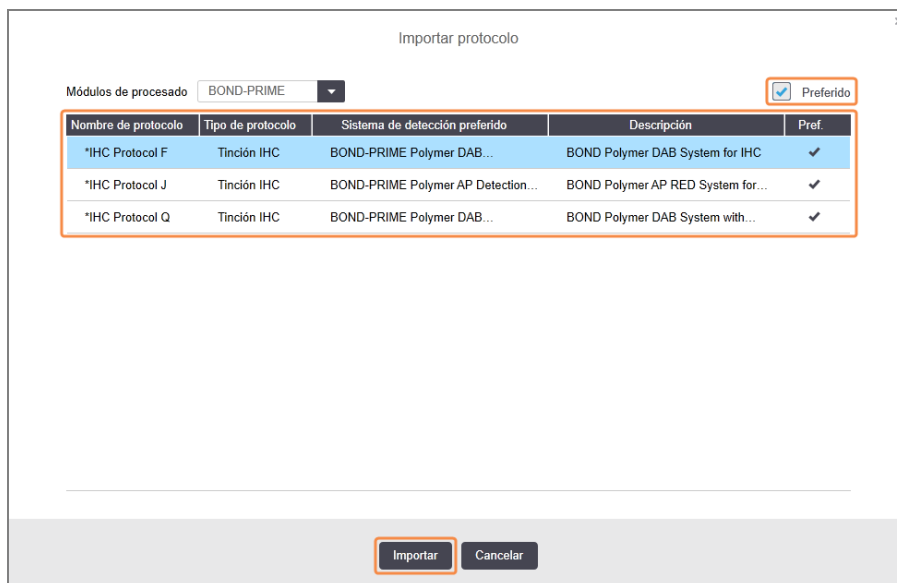 Importar protocolo
Módulos de procesado BOND-PRIME Preferido
Nombre de protocolo Tipo de protocolo Sistema de detección preferido Descripción Pref.
*IHC Protocol F Tinción IHC BOND-PRIME Polymer DAB... BOND Polymer DAB System for IHC
*IHC Protocol J Tinción IHC BOND-PRIME Polymer AP Detection... BOND Polymer AP RED System for...
*IHC Protocol Q Tinción IHC BOND-PRIME Polymer DAB... BOND Polymer DAB System with...
Importar Cancelar